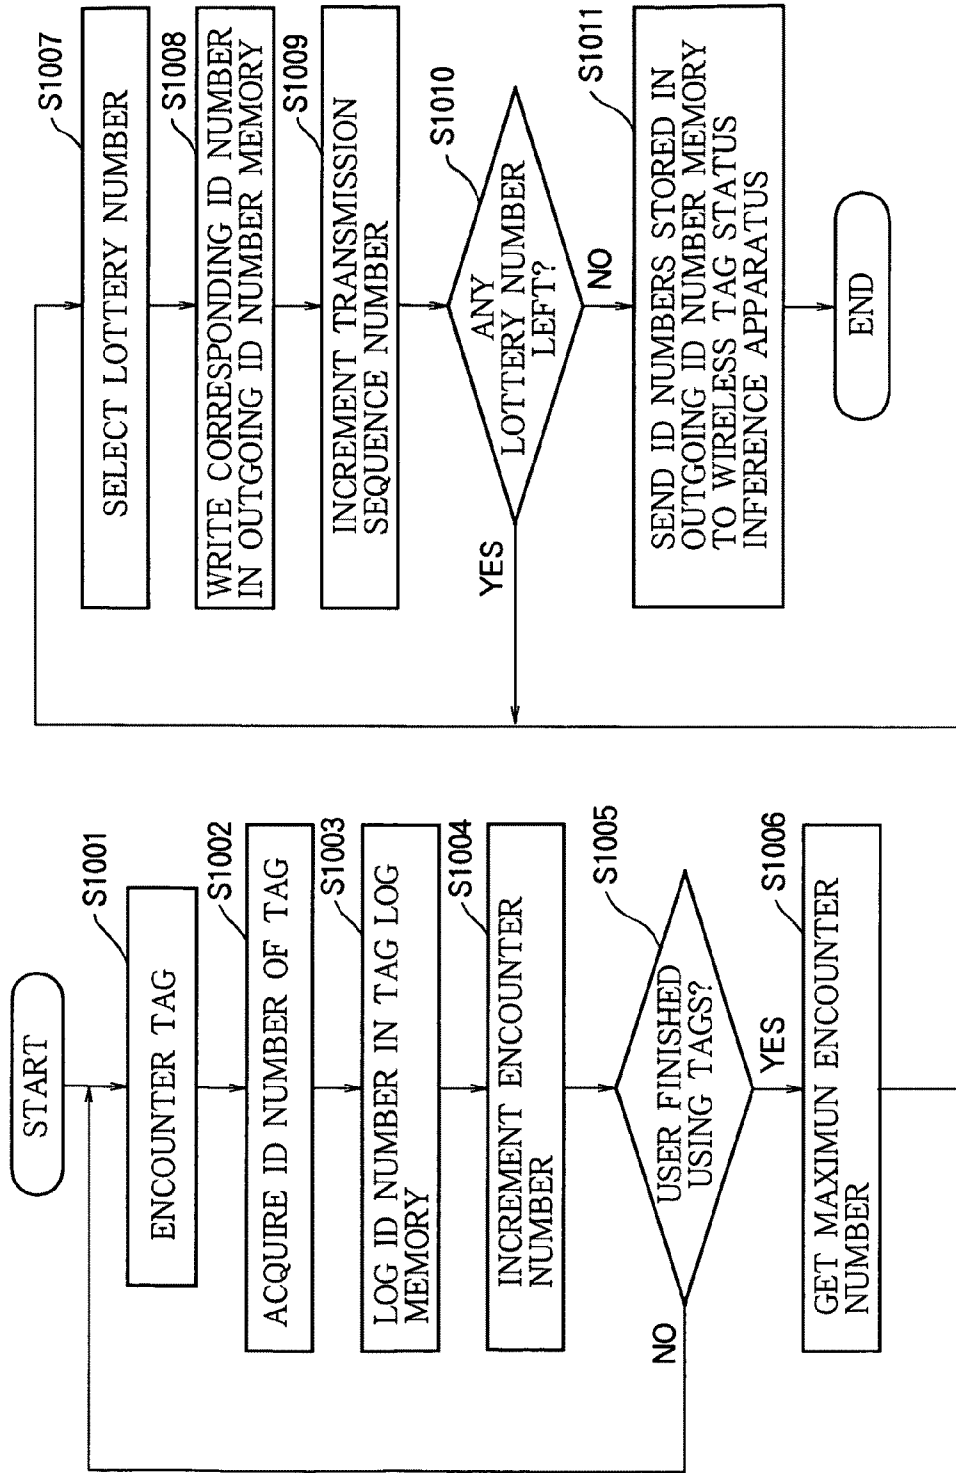 START
S1001
ENCOUNTER TAG
S1002
ACQUIRE ID NUMBER OF TAG
S1003
LOG ID NUMBER IN TAG LOG
MEMORY
S1004
INCREMENT ENCOUNTER
NUMBER
S1005
USER FINISHED
USING TAGS?
NO
YES
S1006
GET MAXIMUN ENCOUNTER
NUMBER
S1007
SELECT LOTTERY NUMBER
S1008
WRITE CORRESPONDING ID NUMBER
IN OUTGOING ID NUMBER MEMORY
S1009
INCREMENT TRANSMISSION
SEQUENCE NUMBER
S1010
ANY
LOTTERY NUMBER
LEFT?
YES
NO
S1011
SEND ID NUMBERS STORED IN
OUTGOING ID NUMBER MEMORY
TO WIRELESS TAG STATUS
INFERENCE APPARATUS
END